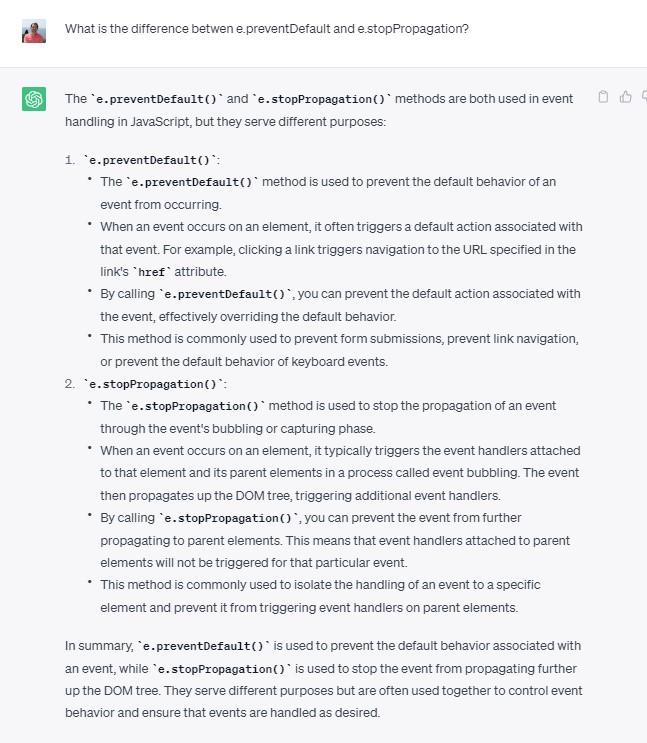 What is the difference betwen e.preventDefault and e.stopPropagation?
The `e.preventDefault()` and `e.stopPropagation()` methods are both used in event
handling in JavaScript, but they serve different purposes:
1. `e.preventDefault()`:
• The `e.preventDefault()` method is used to prevent the default behavior of an
event from occurring.
• When an event occurs on an element, it often triggers a default action associated with
that event. For example, clicking a link triggers navigation to the URL specified in the
link's `href` attribute.
• By calling `e.preventDefault()`, you can prevent the default action associated with
the event, effectively overriding the default behavior.
• This method is commonly used to prevent form submissions, prevent link navigation,
or prevent the default behavior of keyboard events.
2. `e.stopPropagation()`:
• The `e.stopPropagation()` method is used to stop the propagation of an event
through the event's bubbling or capturing phase.
• When an event occurs on an element, it typically triggers the event handlers attached
to that element and its parent elements in a process called event bubbling. The event
then propagates up the DOM tree, triggering additional event handlers.
• By calling `e.stopPropagation()`, you can prevent the event from further
propagating to parent elements. This means that event handlers attached to parent
elements will not be triggered for that particular event.
• This method is commonly used to isolate the handling of an event to a specific
element and prevent it from triggering event handlers on parent elements.
In summary, `e.preventDefault()` is used to prevent the default behavior associated with
an event, while `e.stopPropagation()` is used to stop the event from propagating further
up the DOM tree. They serve different purposes but are often used together to control event
behavior and ensure that events are handled as desired.